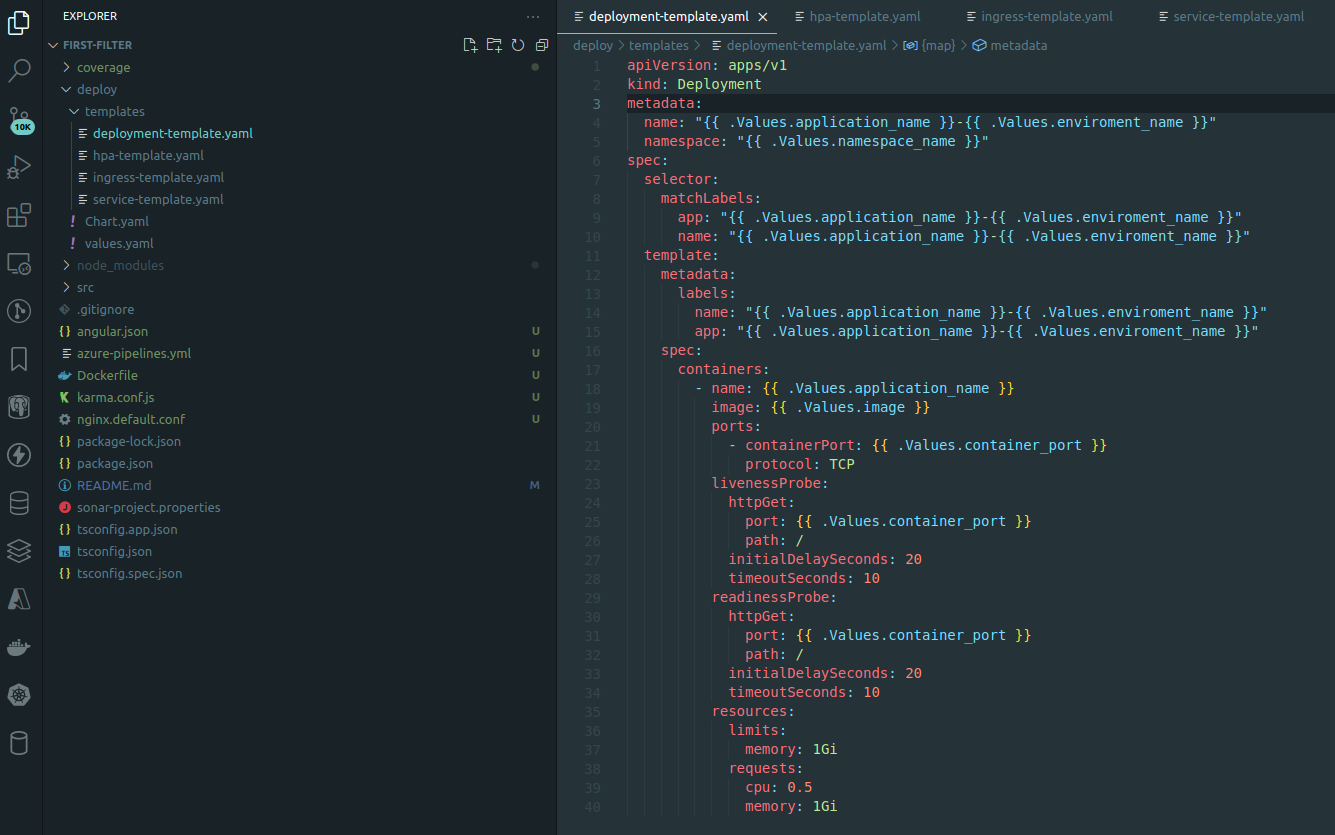 EXPLORER
...
FIRST-FILTER
coverage
deploy
templates
deployment-template.yaml
hpa-template.yaml
ingress-template.yaml
service-template.yaml
! Chart.yaml
! values.yaml
node_modules
src
.gitignore
{} angular.json U
azure-pipelines.yml U
Dockerfile U
karma.conf.js U
nginx.default.conf U
{} package-lock.json
{} package.json
README.md M
sonar-project.properties
{} tsconfig.app.json
TS tsconfig.json
{} tsconfig.spec.json
10K
deployment-template.yaml hpa-template.yaml ingress-template.yaml service-template.yaml
deploy > templates > deployment-template.yaml > {map} > metadata
1 apiVersion: apps/v1
2 kind: Deployment
3 metadata:
4 name: "{{ .Values.application_name }}-{{ .Values.enviroment_name }}"
5 namespace: "{{ .Values.namespace_name }}"
6 spec:
7 selector:
8 matchLabels:
9 app: "{{ .Values.application_name }}-{{ .Values.enviroment_name }}"
10 name: "{{ .Values.application_name }}-{{ .Values.enviroment_name }}"
11 template:
12 metadata:
13 labels:
14 name: "{{ .Values.application_name }}-{{ .Values.enviroment_name }}"
15 app: "{{ .Values.application_name }}-{{ .Values.enviroment_name }}"
16 spec:
17 containers:
18 - name: {{ .Values.application_name }}
19 image: {{ .Values.image }}
20 ports:
21 - containerPort: {{ .Values.container_port }}
22 protocol: TCP
23 livenessProbe:
24 httpGet:
25 port: {{ .Values.container_port }}
26 path: /
27 initialDelaySeconds: 20
28 timeoutSeconds: 10
29 readinessProbe:
30 httpGet:
31 port: {{ .Values.container_port }}
32 path: /
33 initialDelaySeconds: 20
34 timeoutSeconds: 10
35 resources:
36 limits:
37 memory: 1Gi
38 requests:
39 cpu: 0.5
40 memory: 1Gi